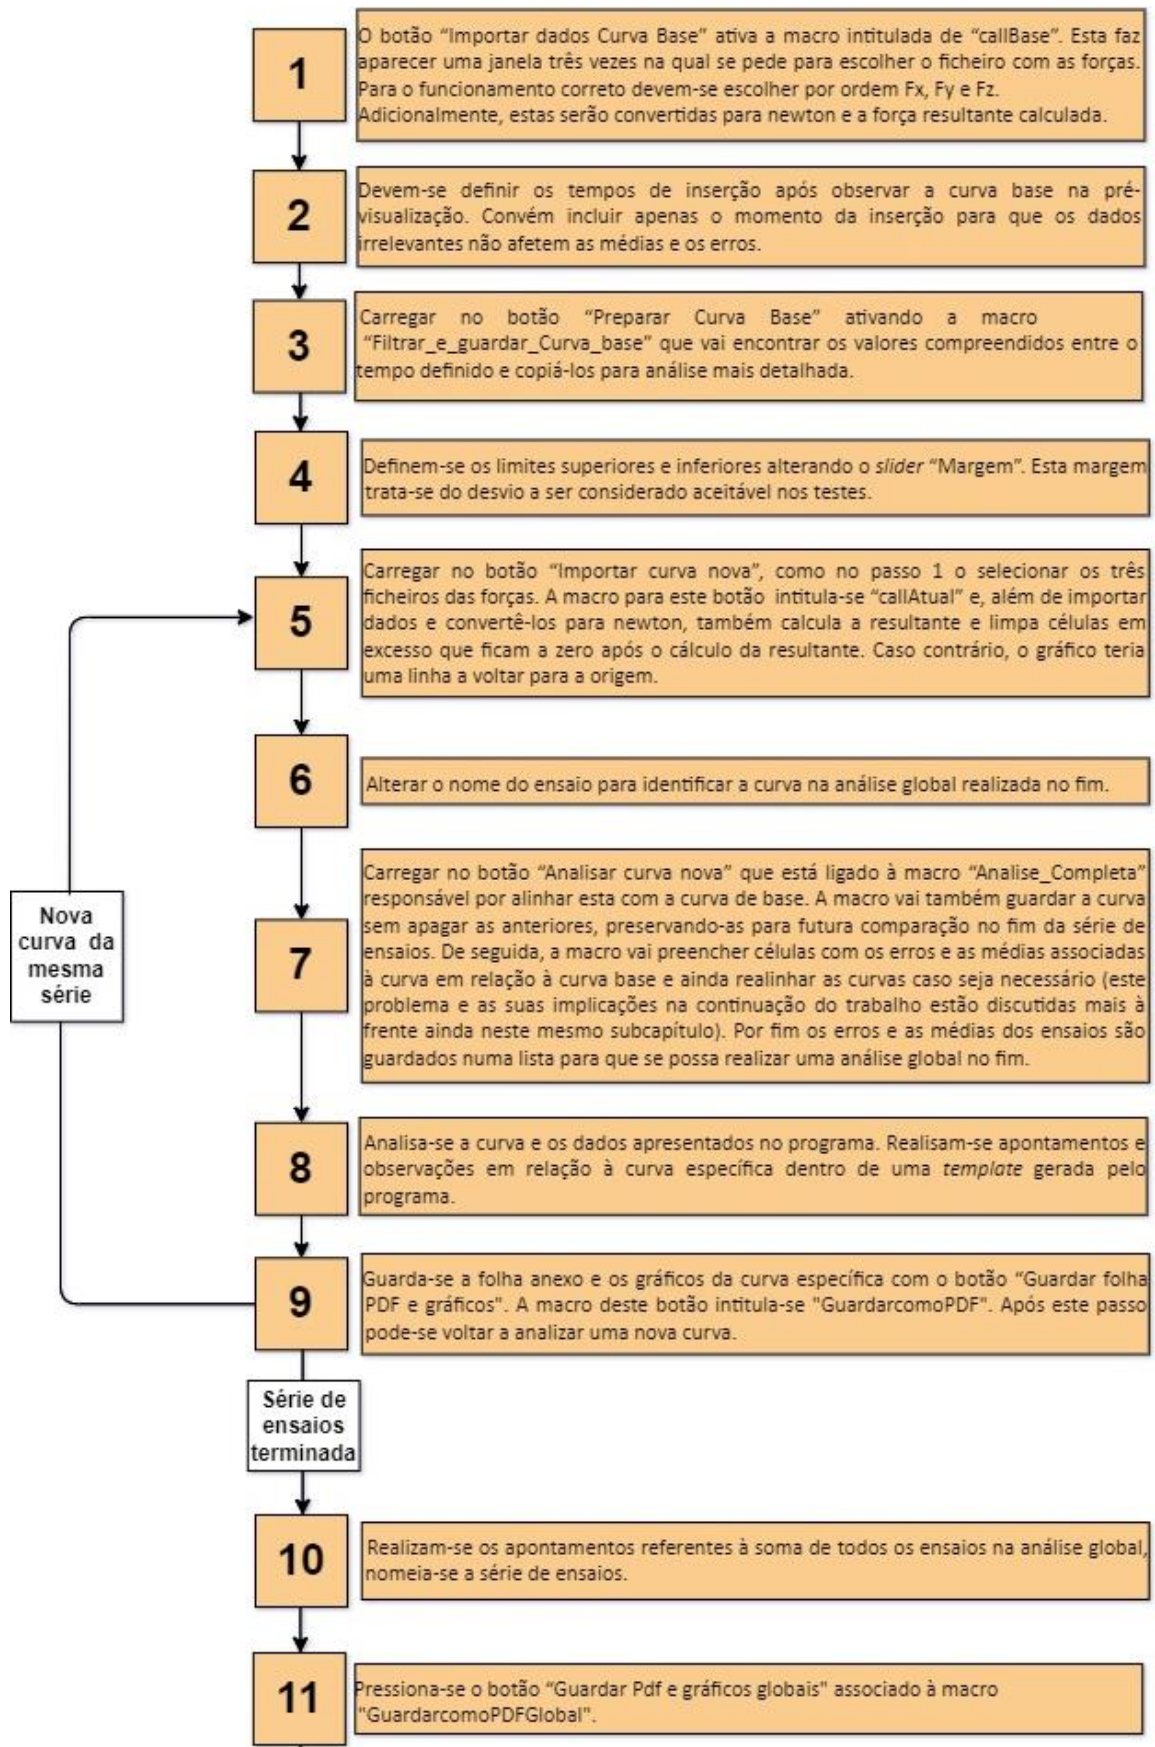 1
O botão “Importar dados Curva Base” ativa a macro intitulada de “callBase”. Esta faz
aparecer uma janela três vezes na qual se pede para escolher o ficheiro com as forças.
Para o funcionamento correto devem-se escolher por ordem Fx, Fy e Fz.
Adicionalmente, estas serão convertidas para newton e a força resultante calculada.
2
Devem-se definir os tempos de inserção após observar a curva base na pré-
visualização. Convém incluir apenas o momento da inserção para que os dados
irrelevantes não afetem as médias e os erros.
3
Carregar no botão “Preparar Curva Base” ativando a macro
“Filtrar_e_guardar_Curva_base” que vai encontrar os valores compreendidos entre o
tempo definido e copiá-los para análise mais detalhada.
4
Definem-se os limites superiores e inferiores alterando o slider “Margem”. Esta margem
trata-se do desvio a ser considerado aceitável nos testes.
5
Carregar no botão “Importar curva nova”, como no passo 1 o selecionar os três
ficheiros das forças. A macro para este botão intitula-se “callAtual” e, além de importar
dados e convertê-los para newton, também calcula a resultante e limpa células em
excesso que ficam a zero após o cálculo da resultante. Caso contrário, o gráfico teria
uma linha a voltar para a origem.
6
Alterar o nome do ensaio para identificar a curva na análise global realizada no fim.
Nova
curva da
mesma
série
7
Carregar no botão “Analisar curva nova” que está ligado à macro “Analise_Completa”
responsável por alinhar esta com a curva de base. A macro vai também guardar a curva
sem apagar as anteriores, preservando-as para futura comparação no fim da série de
ensaios. De seguida, a macro vai preencher células com os erros e as médias associadas
à curva em relação à curva base e ainda realinhar as curvas caso seja necessário (este
problema e as suas implicações na continuação do trabalho estão discutidas mais à
frente ainda neste mesmo subcapítulo). Por fim os erros e as médias dos ensaios são
guardados numa lista para que se possa realizar uma análise global no fim.
8
Analisa-se a curva e os dados apresentados no programa. Realisam-se apontamentos e
observações em relação à curva específica dentro de uma template gerada pelo
programa.
9
Guarda-se a folha anexo e os gráficos da curva específica com o botão “Guardar folha
PDF e gráficos". A macro deste botão intitula-se "GuardarcomoPDF". Após este passo
pode-se voltar a analizar uma nova curva.
Série de
ensaios
terminada
10
Realizam-se os apontamentos referentes à soma de todos os ensaios na análise global,
nomeia-se a série de ensaios.
11
Pressiona-se o botão “Guardar Pdf e gráficos globais" associado à macro
"GuardarcomoPDFGlobal".